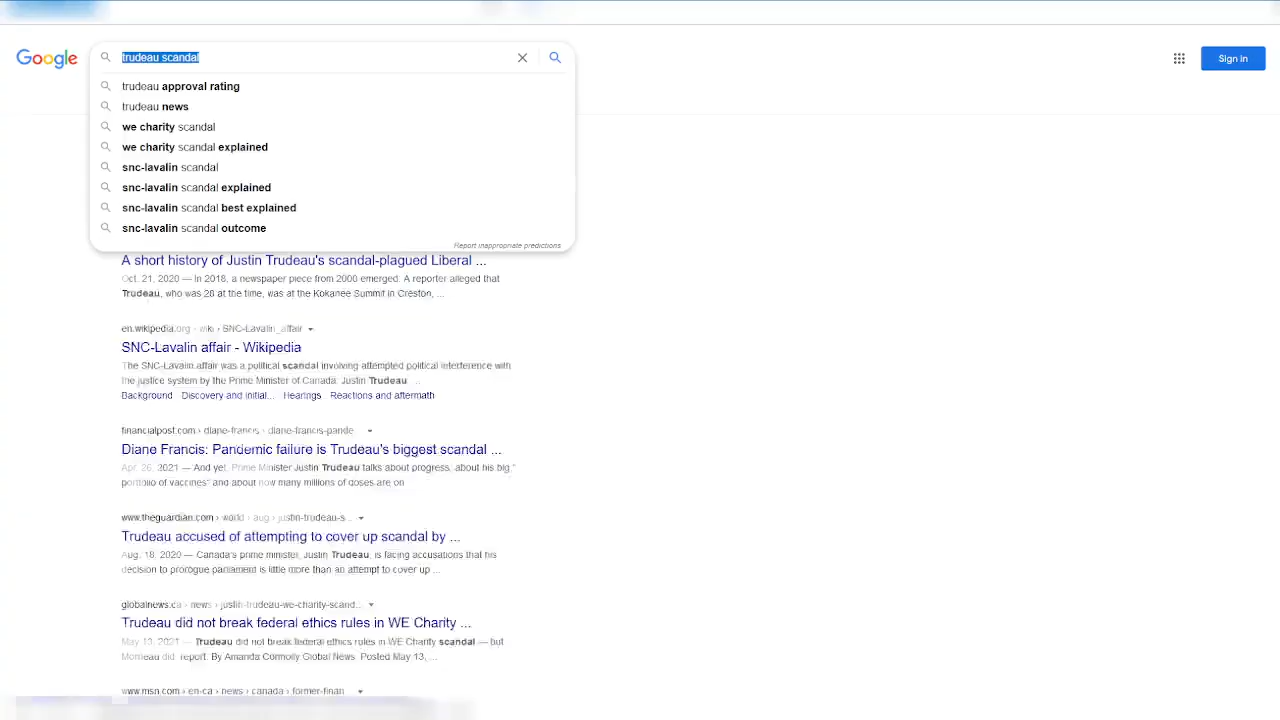 Google
trudeau scandal
Sign in
trudeau approval rating
trudeau news
we charity scandal
we charity scandal explained
snc-lavalin scandal
snc-lavalin scandal explained
snc-lavalin scandal best explained
snc-lavalin scandal outcome
Report inappropriate predictions
A short history of Justin Trudeau's scandal-plagued Liberal ...
Oct. 21, 2020 — In 2018, a newspaper piece from 2000 emerged. A reporter alleged that
Trudeau, who was 28 at the time, was at the Kokanee Summit in Creston, ...
en.wikipedia.org › wiki › SNC-Lavalin_affair
SNC-Lavalin affair - Wikipedia
The SNC-Lavalin affair was a political scandal involving attempted political interference with
the justice system by the Prime Minister of Canada, Justin Trudeau ...
Background Discovery and initial... Hearings Reactions and aftermath
financialpost.com › diane-francis › diane-francis-pande
Diane Francis: Pandemic failure is Trudeau's biggest scandal ...
Apr. 26, 2021 — And yet, Prime Minister Justin Trudeau talks about progress, about his big "
portfolio of vaccines" and about how many millions of doses are on
www.theguardian.com › world › aug › justin-trudeau-s...
Trudeau accused of attempting to cover up scandal by ...
Aug. 18, 2020 — Canada's prime minister, Justin Trudeau, is facing accusations that his
decision to prorogue parliament is little more than an attempt to cover up ...
globalnews.ca › news › justin-trudeau-we-charity-scand...
Trudeau did not break federal ethics rules in WE Charity ...
May 13, 2021 — Trudeau did not break federal ethics rules in WE Charity scandal — but
Morneau did: report. By Amanda Connolly Global News. Posted May 13, ...
www.msn.com › en-ca › news › canada › former-finan